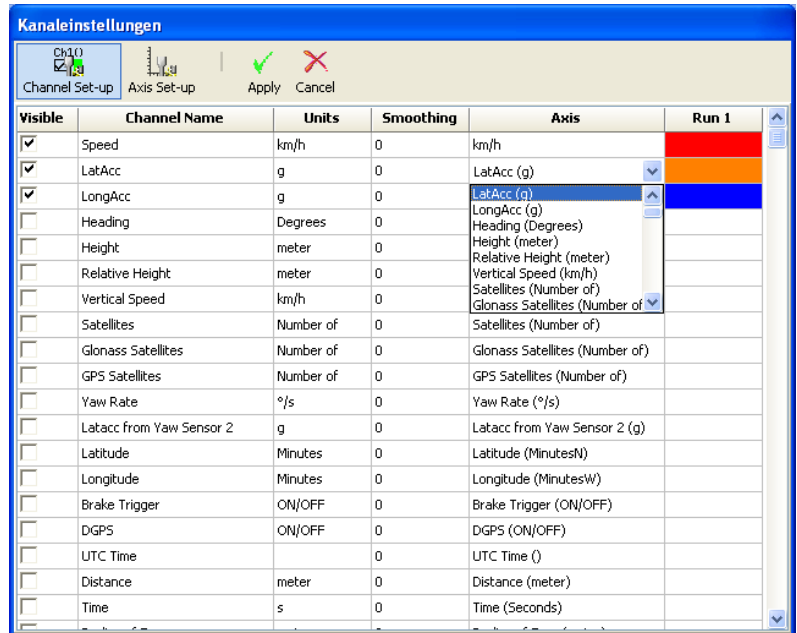 Kanaleinstellungen
Ch1()
Channel Set-up Axis Set-up Apply Cancel
Visible Channel Name Units Smoothing Axis Run 1
Speed km/h 0 km/h
LatAcc g 0 LatAcc (g)
LongAcc g 0 LatAcc (g)
LongAcc (g)
Heading Degrees 0 Heading (Degrees)
Height meter 0 Height (meter)
Relative Height meter 0 Relative Height (meter)
Vertical Speed (km/h)
Vertical Speed km/h 0 Satellites (Number of)
Glonass Satellites (Number of
Satellites Number of 0 Satellites (Number of)
Glonass Satellites Number of 0 Glonass Satellites (Number of)
GPS Satellites Number of 0 GPS Satellites (Number of)
Yaw Rate °/s 0 Yaw Rate (°/s)
Latacc from Yaw Sensor 2 g 0 Latacc from Yaw Sensor 2 (g)
Latitude Minutes 0 Latitude (MinutesN)
Longitude Minutes 0 Longitude (MinutesW)
Brake Trigger ON/OFF 0 Brake Trigger (ON/OFF)
DGPS ON/OFF 0 DGPS (ON/OFF)
UTC Time 0 UTC Time ()
Distance meter 0 Distance (meter)
Time s 0 Time (Seconds)